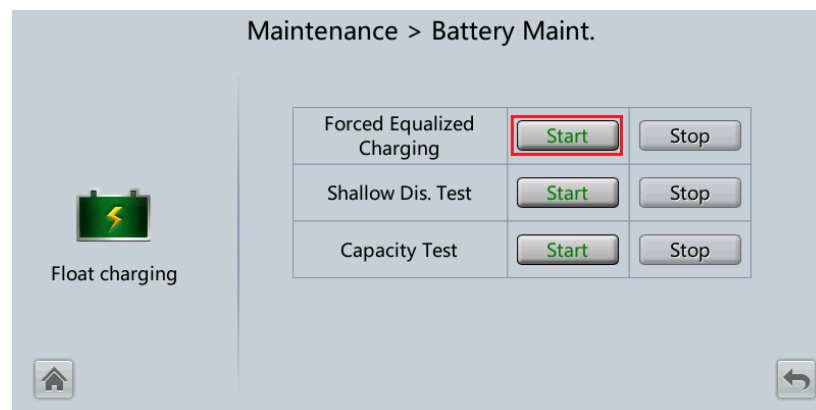 Maintenance > Battery Maint.
Forced Equalized
Charging
Start
Stop
Shallow Dis. Test
Start
Stop
Capacity Test
Start
Stop
Float charging